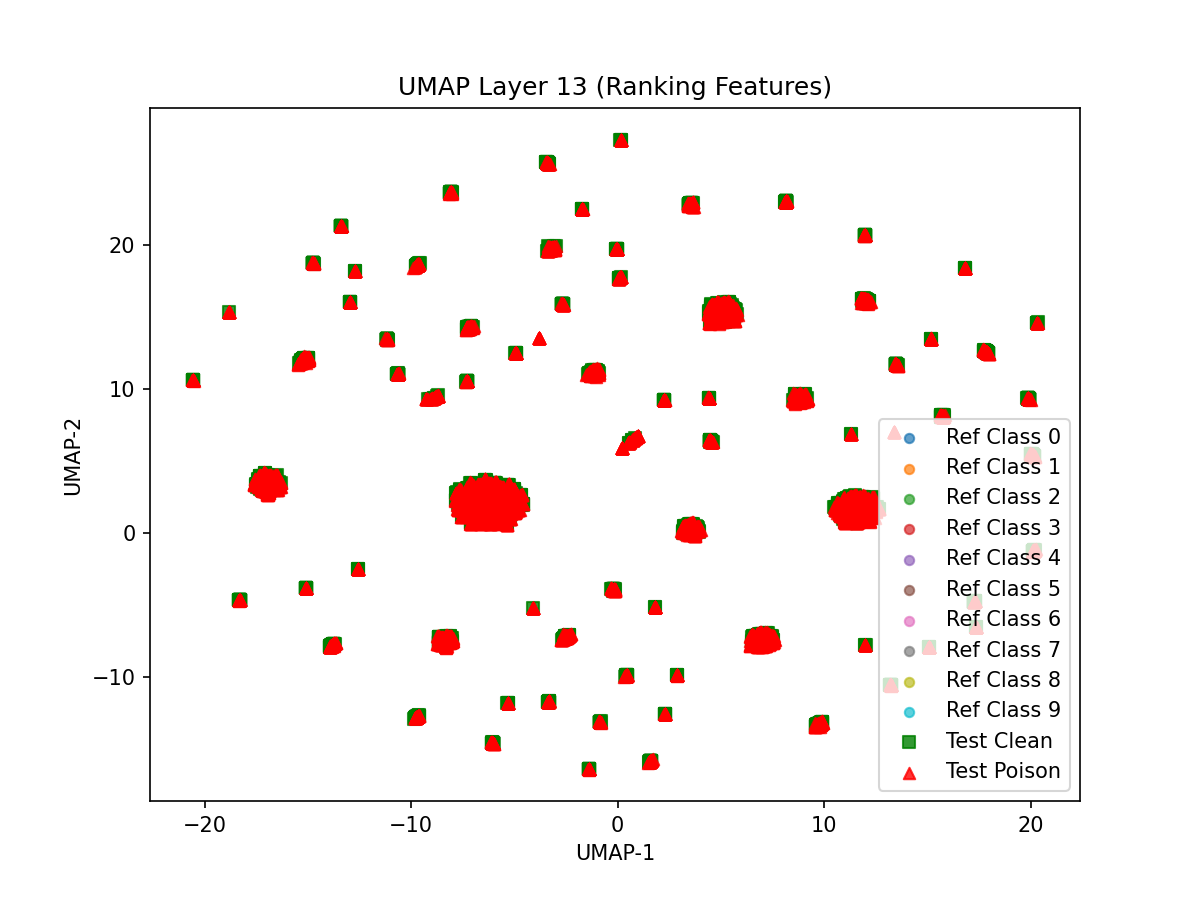 UMAP Layer 13 (Ranking Features)
UMAP-2
20
10
0
−10
−20
−10
0
10
20
UMAP-1
Ref Class 0
Ref Class 1
Ref Class 2
Ref Class 3
Ref Class 4
Ref Class 5
Ref Class 6
Ref Class 7
Ref Class 8
Ref Class 9
Test Clean
Test Poison